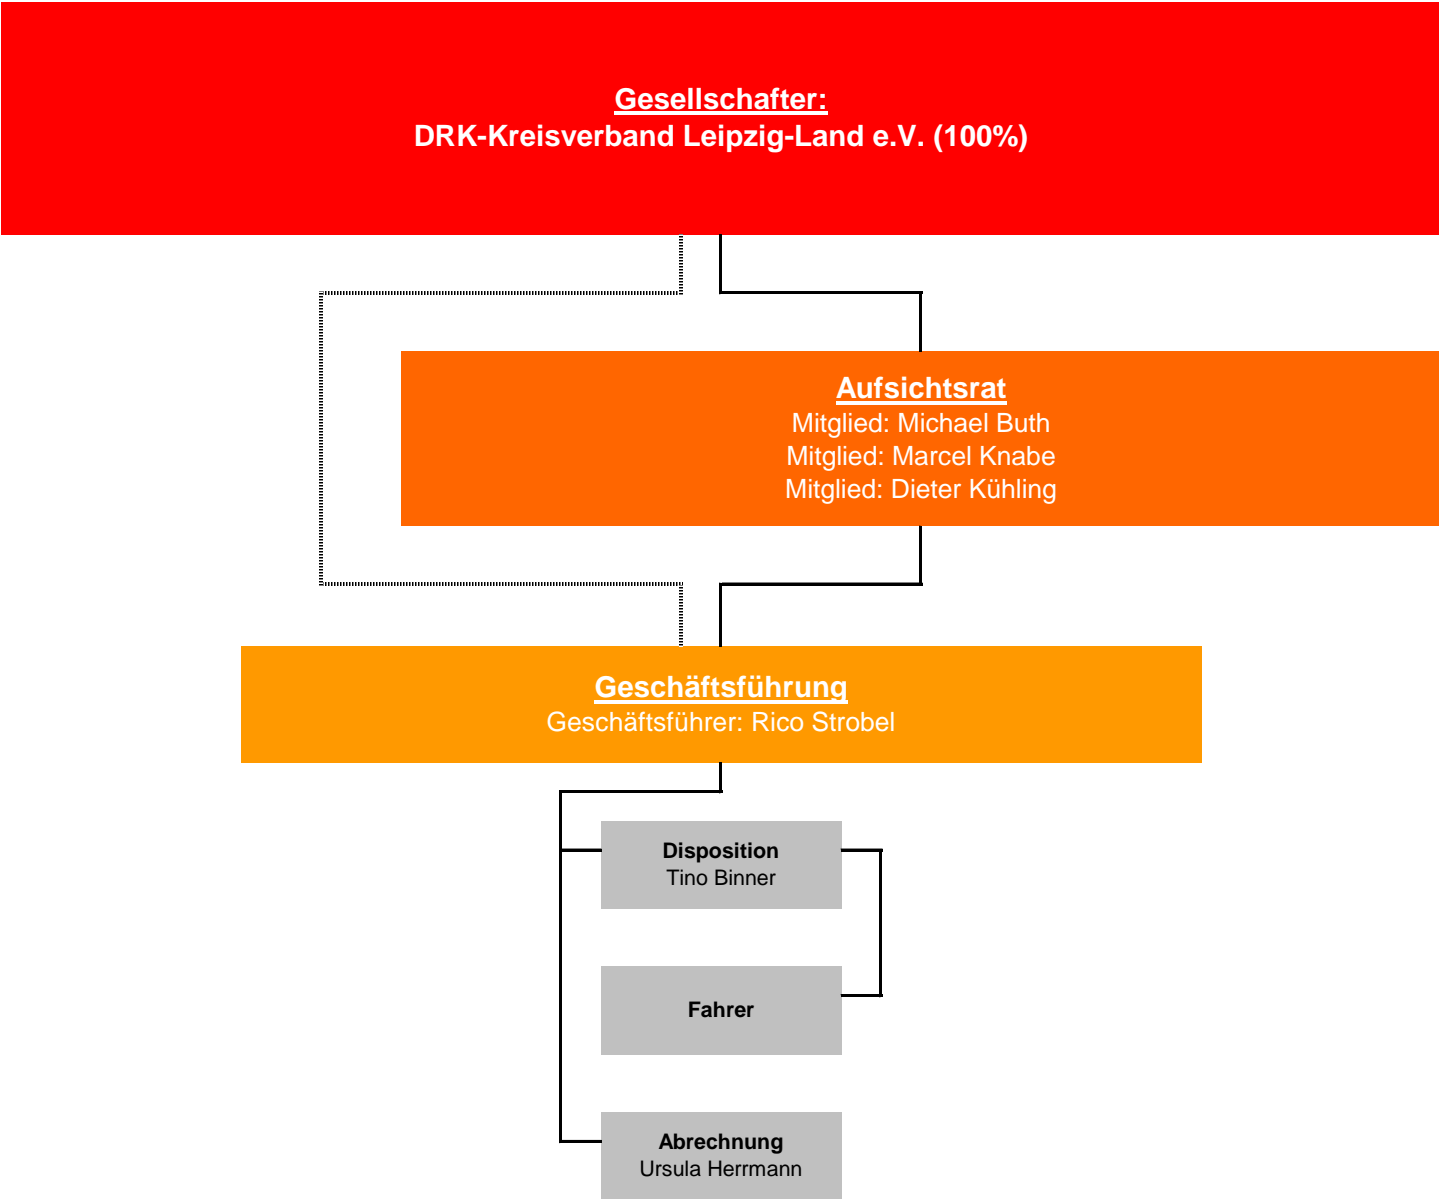 Gesellschafter:
DRK-Kreisverband Leipzig-Land e.V. (100%)
Aufsichtsrat
Mitglied: Michael Buth
Mitglied: Marcel Knabe
Mitglied: Dieter Kühling
Geschäftsführung
Geschäftsführer: Rico Strobel
Disposition
Tino Binner
Fahrer
Abrechnung
Ursula Herrmann